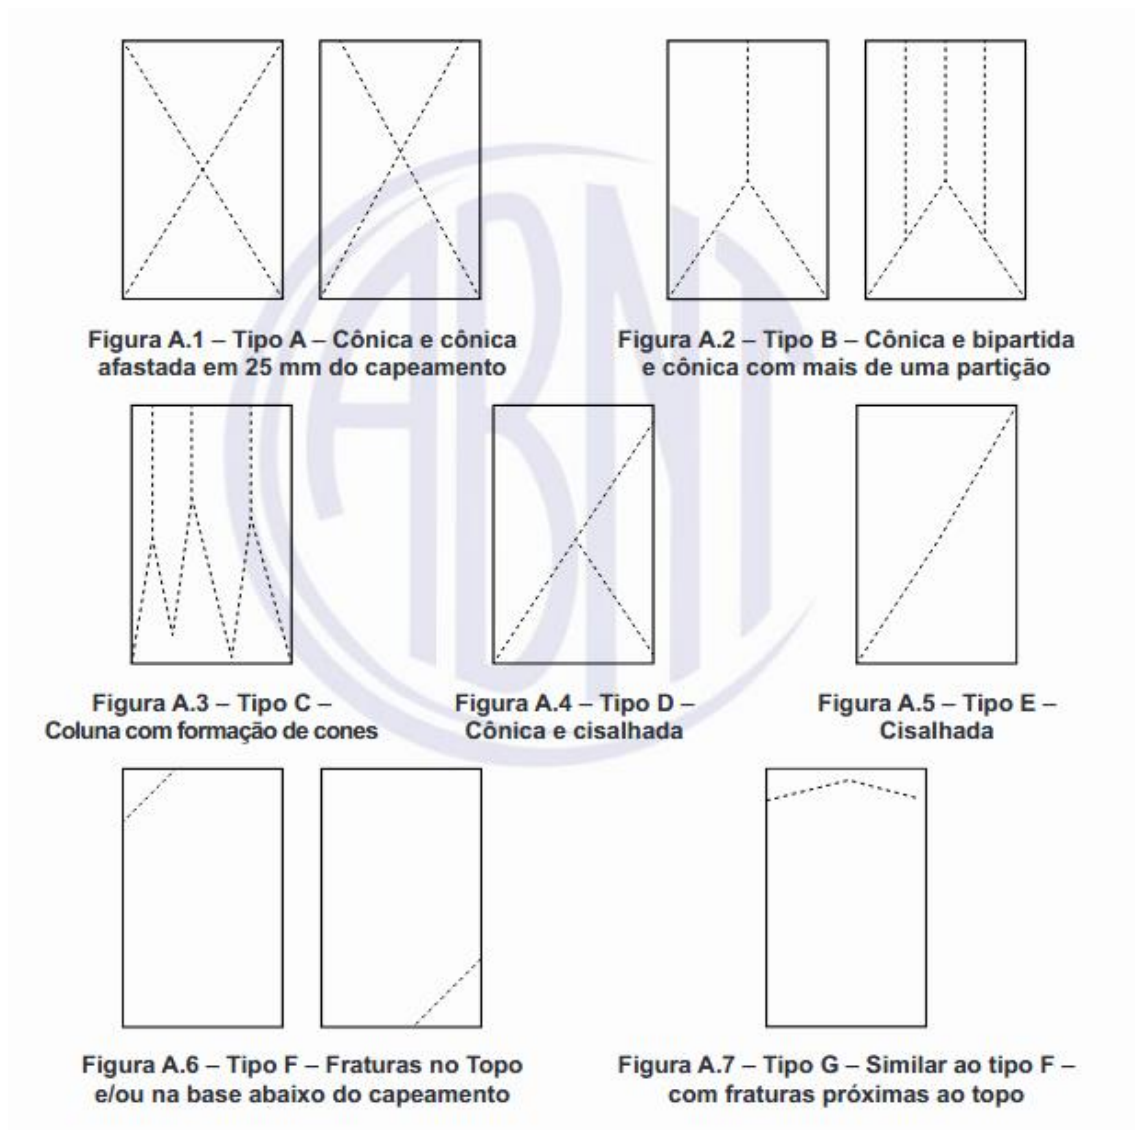 Figura A.1 – Tipo A – Cônica e cônica
afastada em 25 mm do capeamento
Figura A.2 – Tipo B – Cônica e bipartida
e cônica com mais de uma partição
Figura A.3 – Tipo C –
Coluna com formação de cones
Figura A.4 – Tipo D –
Cônica e cisalhada
Figura A.5 – Tipo E –
Cisalhada
Figura A.6 – Tipo F – Fraturas no Topo
e/ou na base abaixo do capeamento
Figura A.7 – Tipo G – Similar ao tipo F –
com fraturas próximas ao topo
ABNT